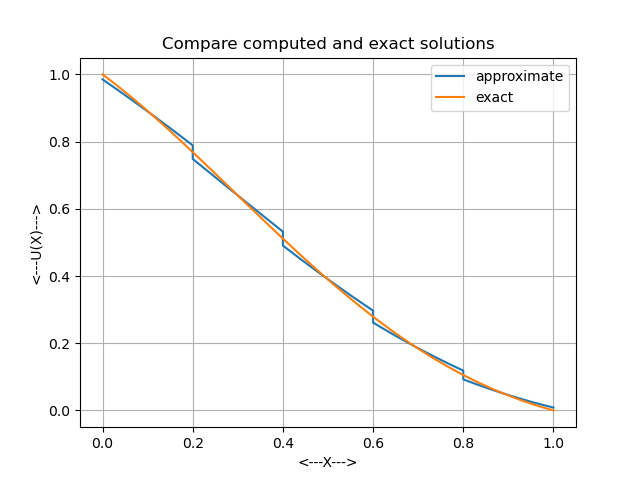 Compare computed and exact solutions
approximate
exact
<---U(X)--->
1.0
0.8
0.6
0.4
0.2
0.0
0.0 0.2 0.4 0.6 0.8 1.0
<---X--->